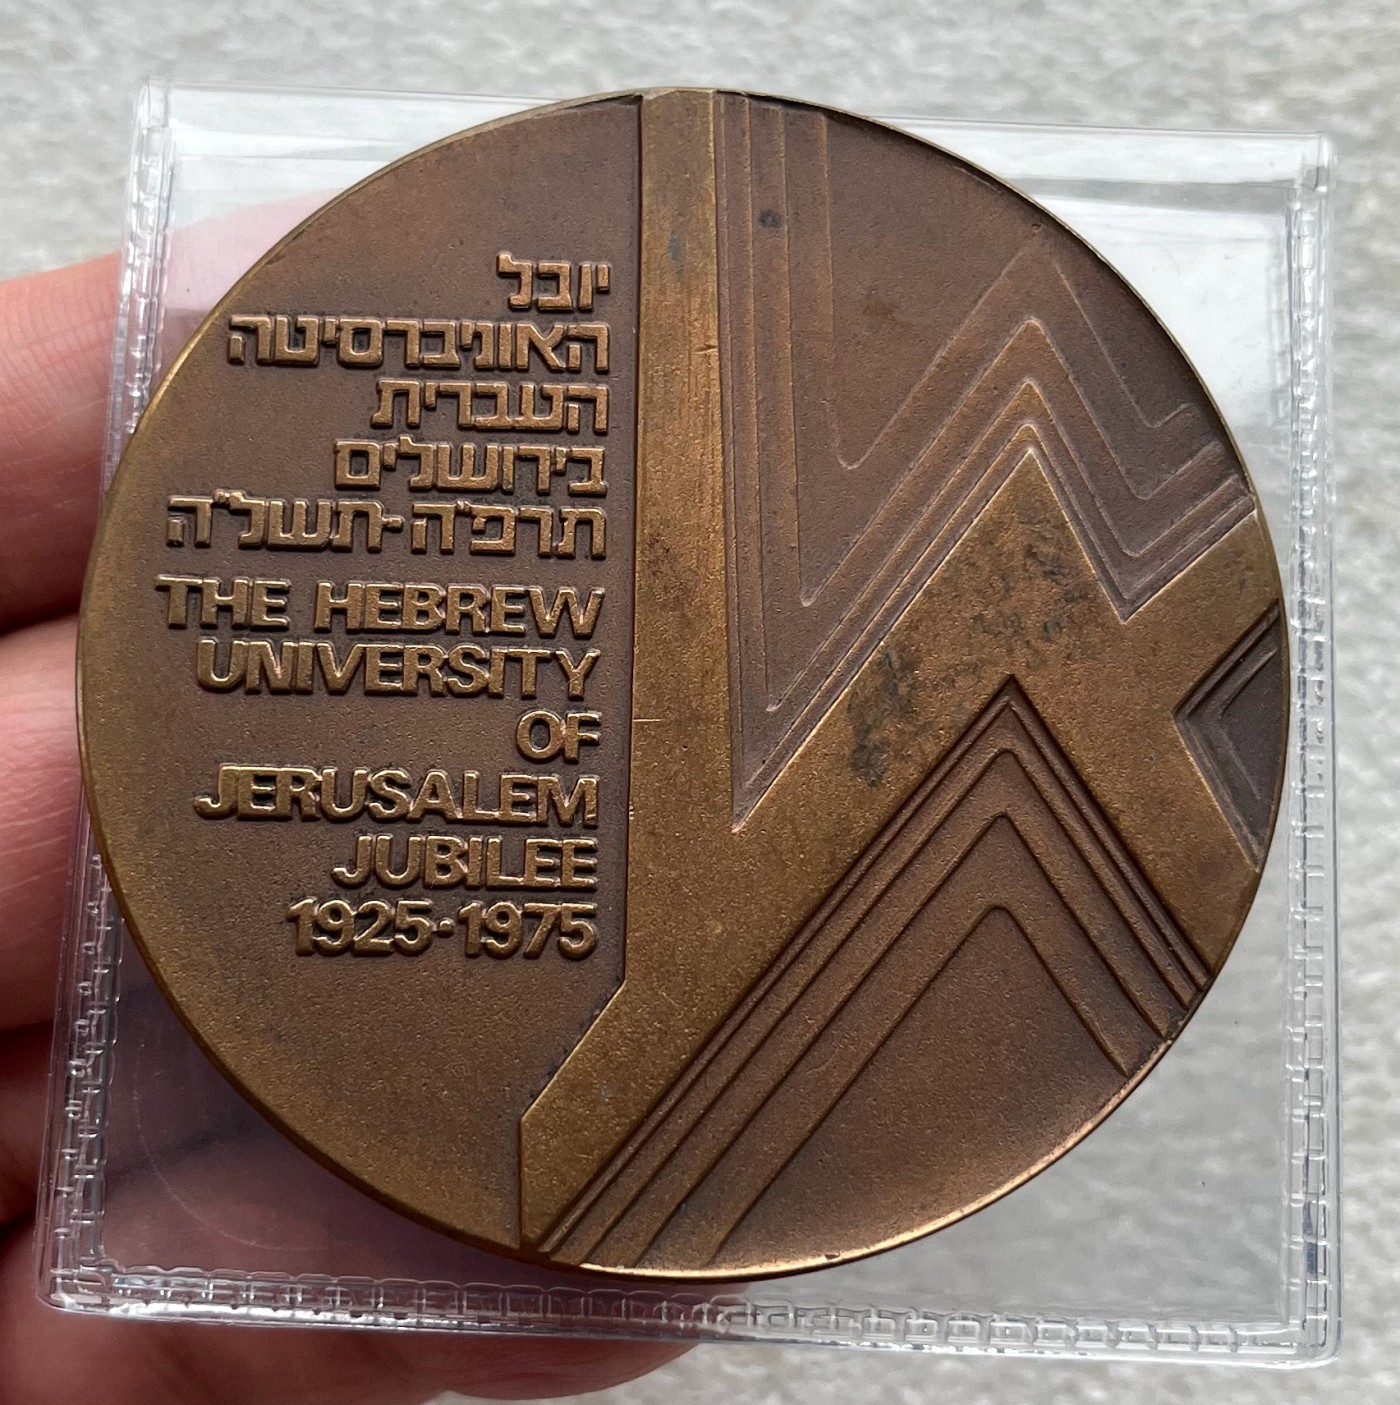 יובל
האוניברסיטה
העברית
בירושלים
תרפ"ה-תשל"ה
THE HEBREW
UNIVERSITY
OF
JERUSALEM
JUBILEE
1925·1975